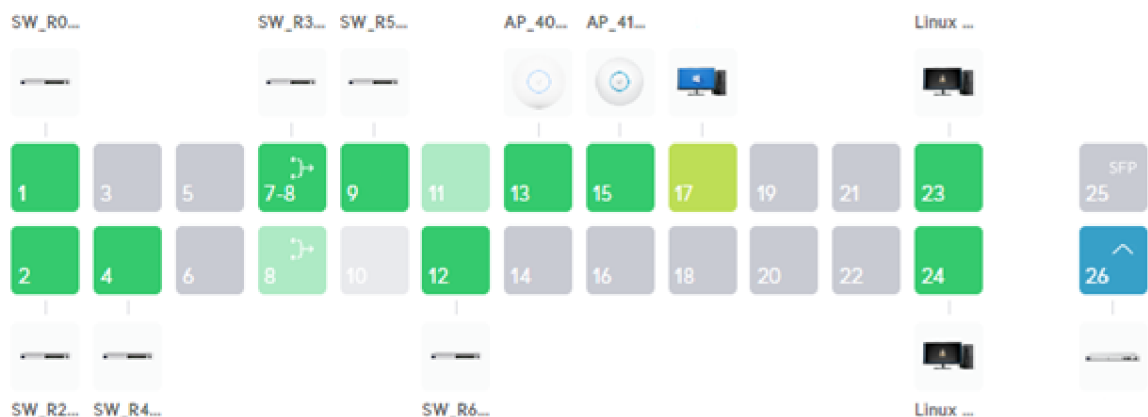 SW_R0... SW_R3... SW_R5... AP_40... AP_41... Linux ...
1 3 5 7-8 9 11 13 15 17 19 21 23 SFP 25
2 4 6 8 10 12 14 16 18 20 22 24 26
SW_R2... SW_R4... SW_R6... Linux ...